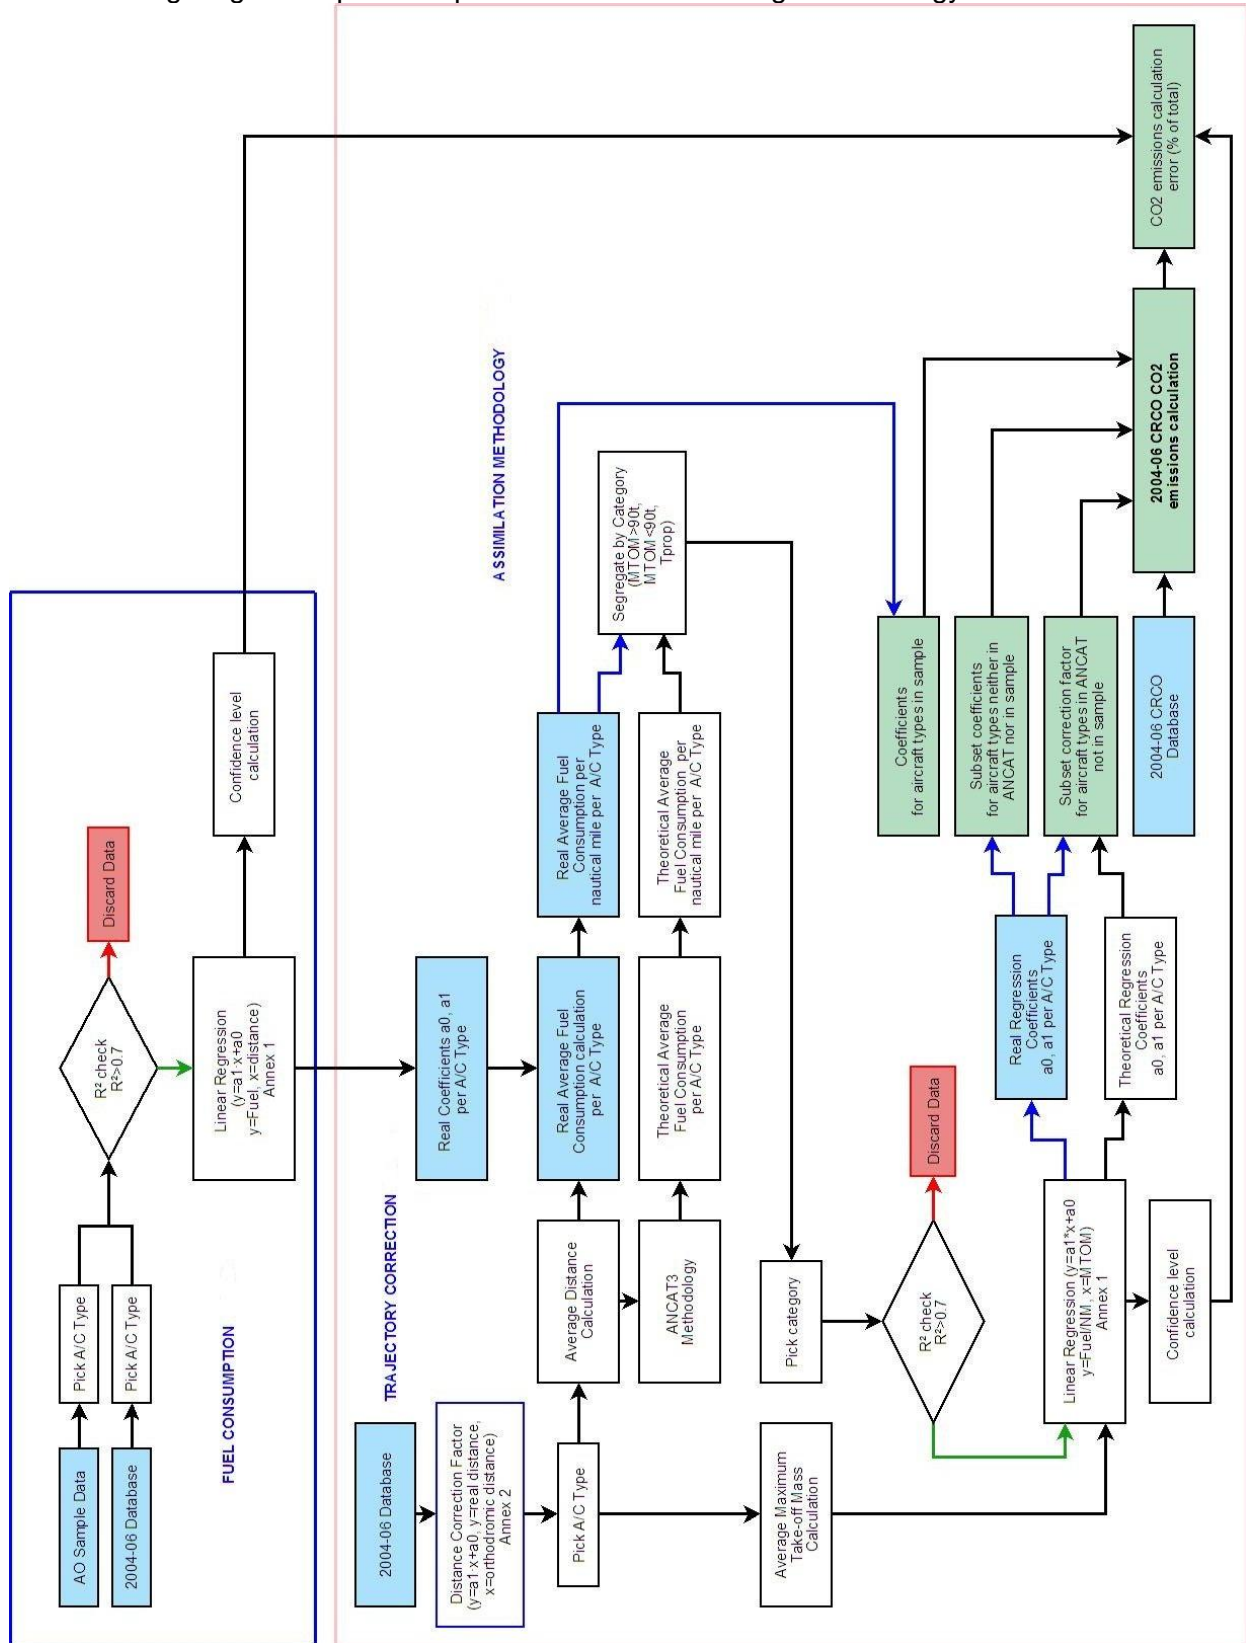 AO Sample Data
Pick A/C Type
2004-06 Database
Pick A/C Type
R² check
R²>0.7
Discard Data
FUEL CONSUMPTION
Linear Regression
(y=a1·x+a0
y=Fuel, x=distance)
Annex 1
Confidence level
calculation
TRAJECTORY CORRECTION
2004-06 Database
Distance Correction Factor
(y=a1·x+a0, y=real distance,
x=orthodromic distance)
Annex 2
Real Coefficients a0, a1
per A/C Type
ASSIMILATION METHODOLOGY
Pick A/C Type
Average Distance
Calculation
Real Average Fuel
Consumption calculation
per A/C Type
Real Average Fuel
Consumption per
nautical mile per A/C Type
ANCAT3
Methodology
Theoretical Average
Fuel Consumption
per A/C Type
Theoretical Average
Fuel Consumption per
nautical mile per A/C Type
Segregate by Category
(MTOM >90t,
MTOM <90t,
Tprop)
Average Maximum
Take-off Mass
Calculation
Pick category
R² check
R²>0.7
Discard Data
Linear Regression (y=a1*x+a0
y=Fuel/NM, x=MTOM)
Annex 1
Confidence level
calculation
Real Regression
Coefficients
a0, a1 per A/C Type
Theoretical Regression
Coefficients
a0, a1 per A/C Type
Coefficients
for aircraft types in sample
Subset coefficients
for aircraft types neither in
ANCAT nor in sample
Subset correction factor
for aircraft types in ANCAT
not in sample
2004-06 CRCO
Database
2004-06 CRCO CO2
emissions calculation
CO2 emissions calculation
error (% of total)